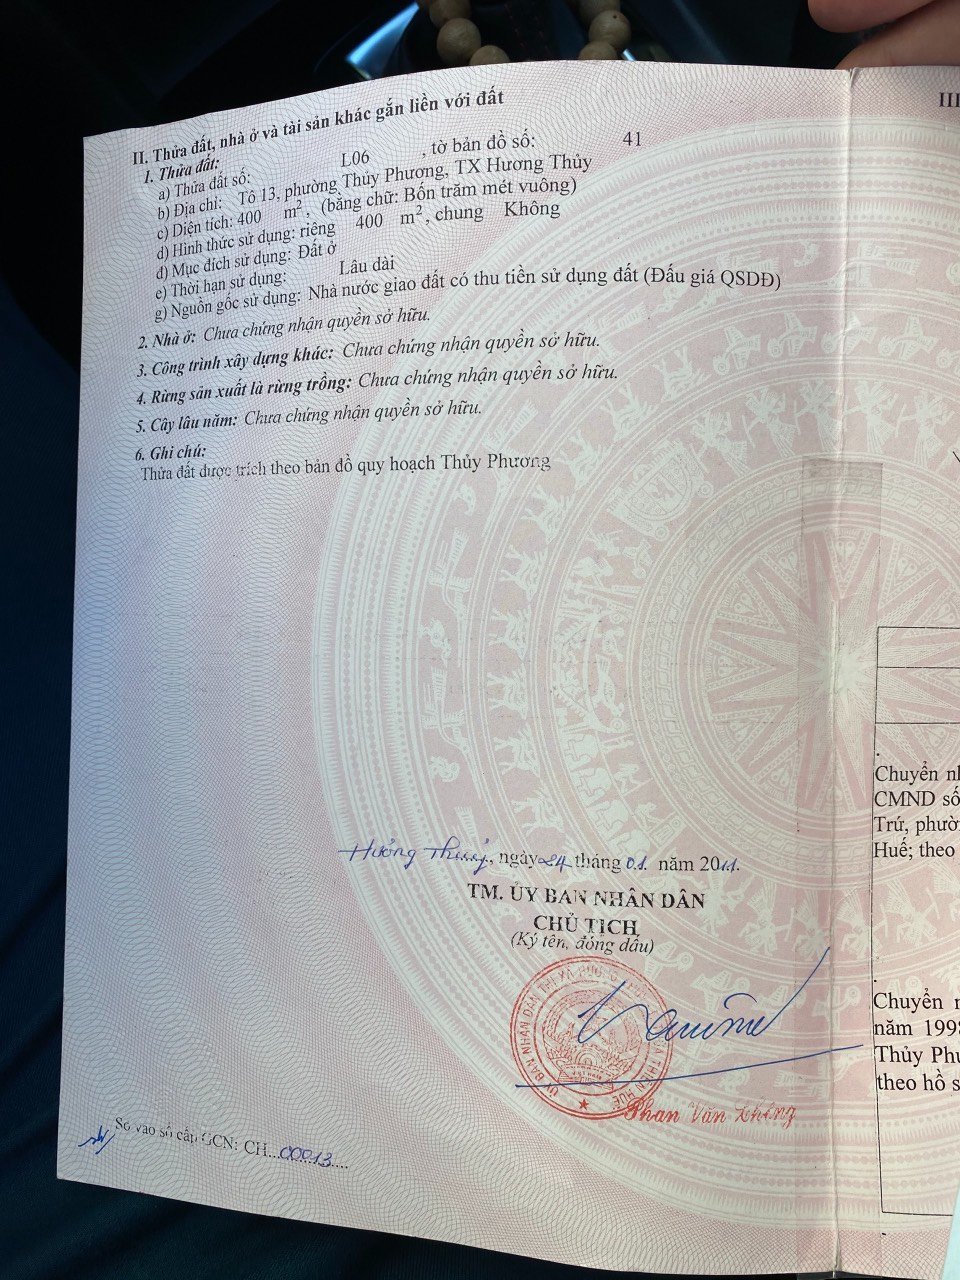 II. Thửa đất, nhà ở và tài sản khác gắn liền với đất
1. Thửa đất:
a) Thửa đất số: L06 , tờ bản đồ số: 41
b) Địa chỉ: Tổ 13, phường Thủy Phương, TX Hương Thủy
c) Diện tích: 400 m², (bằng chữ: Bốn trăm mét vuông)
d) Hình thức sử dụng: riêng 400 m², chung Không
đ) Mục đích sử dụng: Đất ở
e) Thời hạn sử dụng: Lâu dài
g) Nguồn gốc sử dụng: Nhà nước giao đất có thu tiền sử dụng đất (Đấu giá QSDĐ)
2. Nhà ở: Chưa chứng nhận quyền sở hữu.
3. Công trình xây dựng khác: Chưa chứng nhận quyền sở hữu.
4. Rừng sản xuất là rừng trồng: Chưa chứng nhận quyền sở hữu.
5. Cây lâu năm: Chưa chứng nhận quyền sở hữu.
6. Ghi chú:
Thửa đất được trích theo bản đồ quy hoạch Thủy Phương
Hương Thủy, ngày 24 tháng 01 năm 2011.
TM. ỦY BAN NHÂN DÂN
CHỦ TỊCH
(Ký tên, đóng dấu)
ỦY BAN NHÂN DÂN THỊ XÃ HƯƠNG
THỪA THIÊN HUẾ
Phan Văn
Số vào sổ cấp GCN: CH...00013....
III
Chuyển
CMND số
Trứ, phườ
Huế; theo
Chuyển
năm 1998
Thủy Phư
theo hồ s